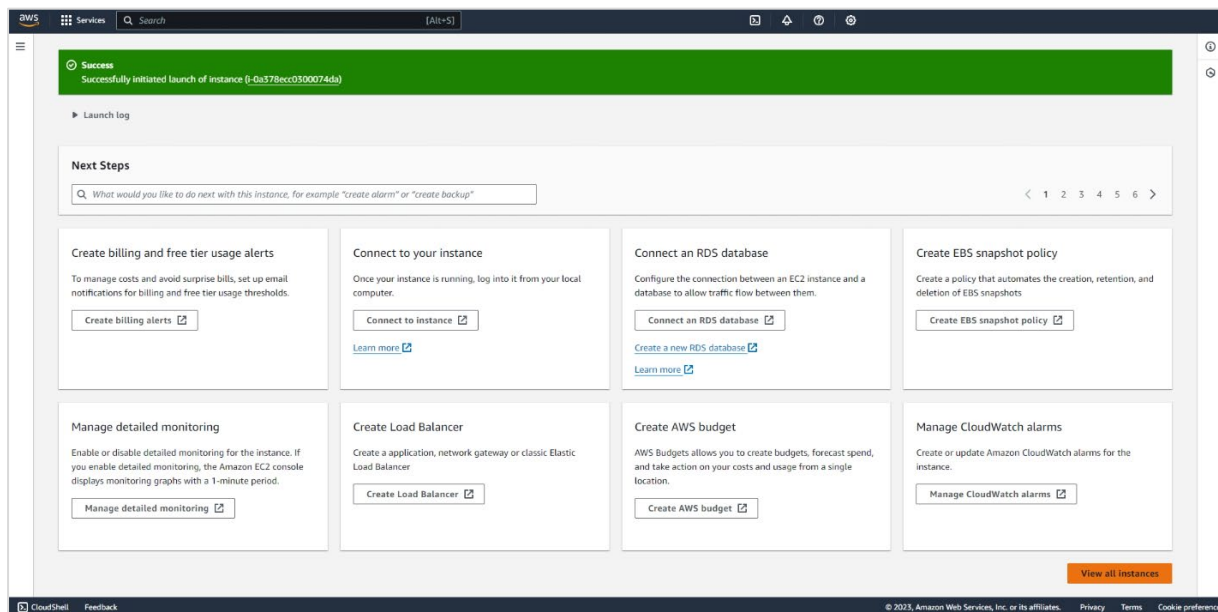 aws
Services
Search
[Alt+S]
Success
Successfully initiated launch of instance (i-0a378ecc0300074da)
Launch log
Next Steps
What would you like to do next with this instance, for example "create alarm" or "create backup"
1 2 3 4 5 6
Create billing and free tier usage alerts
To manage costs and avoid surprise bills, set up email
notifications for billing and free tier usage thresholds.
Create billing alerts
Connect to your instance
Once your instance is running, log into it from your local
computer.
Connect to instance
Learn more
Connect an RDS database
Configure the connection between an EC2 instance and a
database to allow traffic flow between them.
Connect an RDS database
Create a new RDS database
Learn more
Create EBS snapshot policy
Create a policy that automates the creation, retention, and
deletion of EBS snapshots
Create EBS snapshot policy
Manage detailed monitoring
Enable or disable detailed monitoring for the instance. If
you enable detailed monitoring, the Amazon EC2 console
displays monitoring graphs with a 1-minute period.
Manage detailed monitoring
Create Load Balancer
Create a application, network gateway or classic Elastic
Load Balancer
Create Load Balancer
Create AWS budget
AWS Budgets allows you to create budgets, forecast spend,
and take action on your costs and usage from a single
location.
Create AWS budget
Manage CloudWatch alarms
Create or update Amazon CloudWatch alarms for the
instance.
Manage CloudWatch alarms
View all instances
CloudShell
Feedback
© 2023, Amazon Web Services, Inc. or its affiliates.
Privacy
Terms
Cookie preferenc